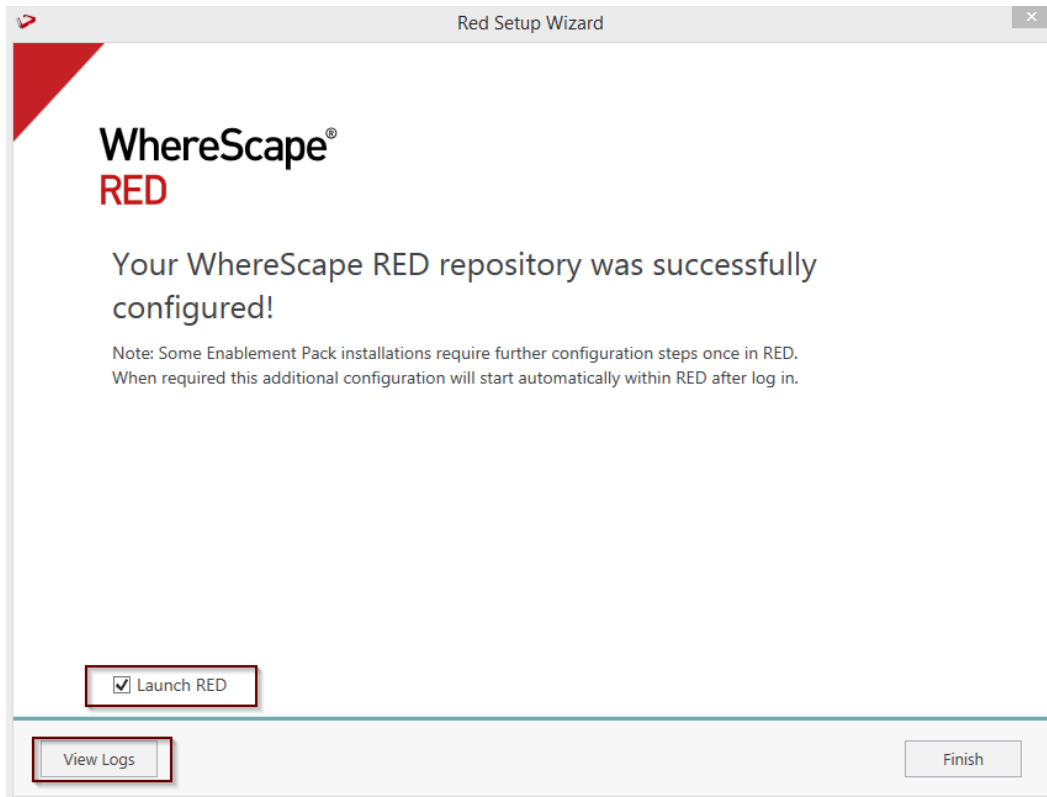 Red Setup Wizard
WhereScape®
RED
Your WhereScape RED repository was successfully
configured!
Note: Some Enablement Pack installations require further configuration steps once in RED.
When required this additional configuration will start automatically within RED after log in.
Launch RED
View Logs
Finish